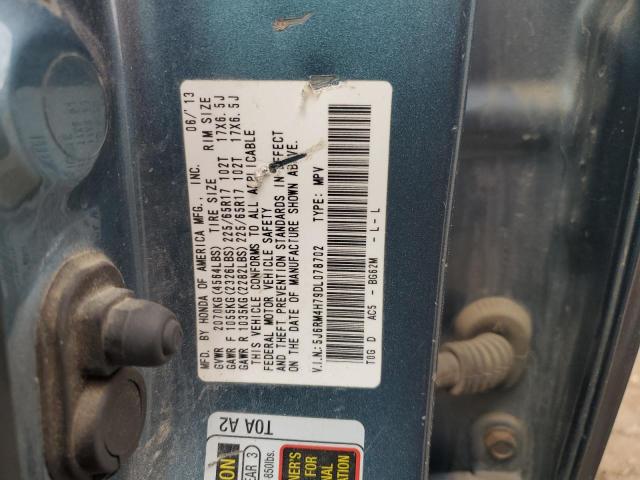 MFD. BY HONDA OF AMERICA MFG., INC. 06/'13
GVWR 2070KG(4564LBS) TIRE SIZE RIM SIZE
GAWR F 1055KG(2326LBS) 225/65R17 102T 17X6.5J
GAWR R 1035KG(2282LBS) 225/65R17 102T 17X6.5J
THIS VEHICLE CONFORMS TO ALL APPLICABLE
FEDERAL MOTOR VEHICLE SAFETY
AND THEFT PREVENTION STANDARDS IN EFFECT
ON THE DATE OF MANUFACTURE SHOWN ABOVE.
V.I.N.: 5J6RM4H79DL078702 TYPE: MPV
T0G D AC5 - BG62M - L - L
T0A A2
ER'S
FOR